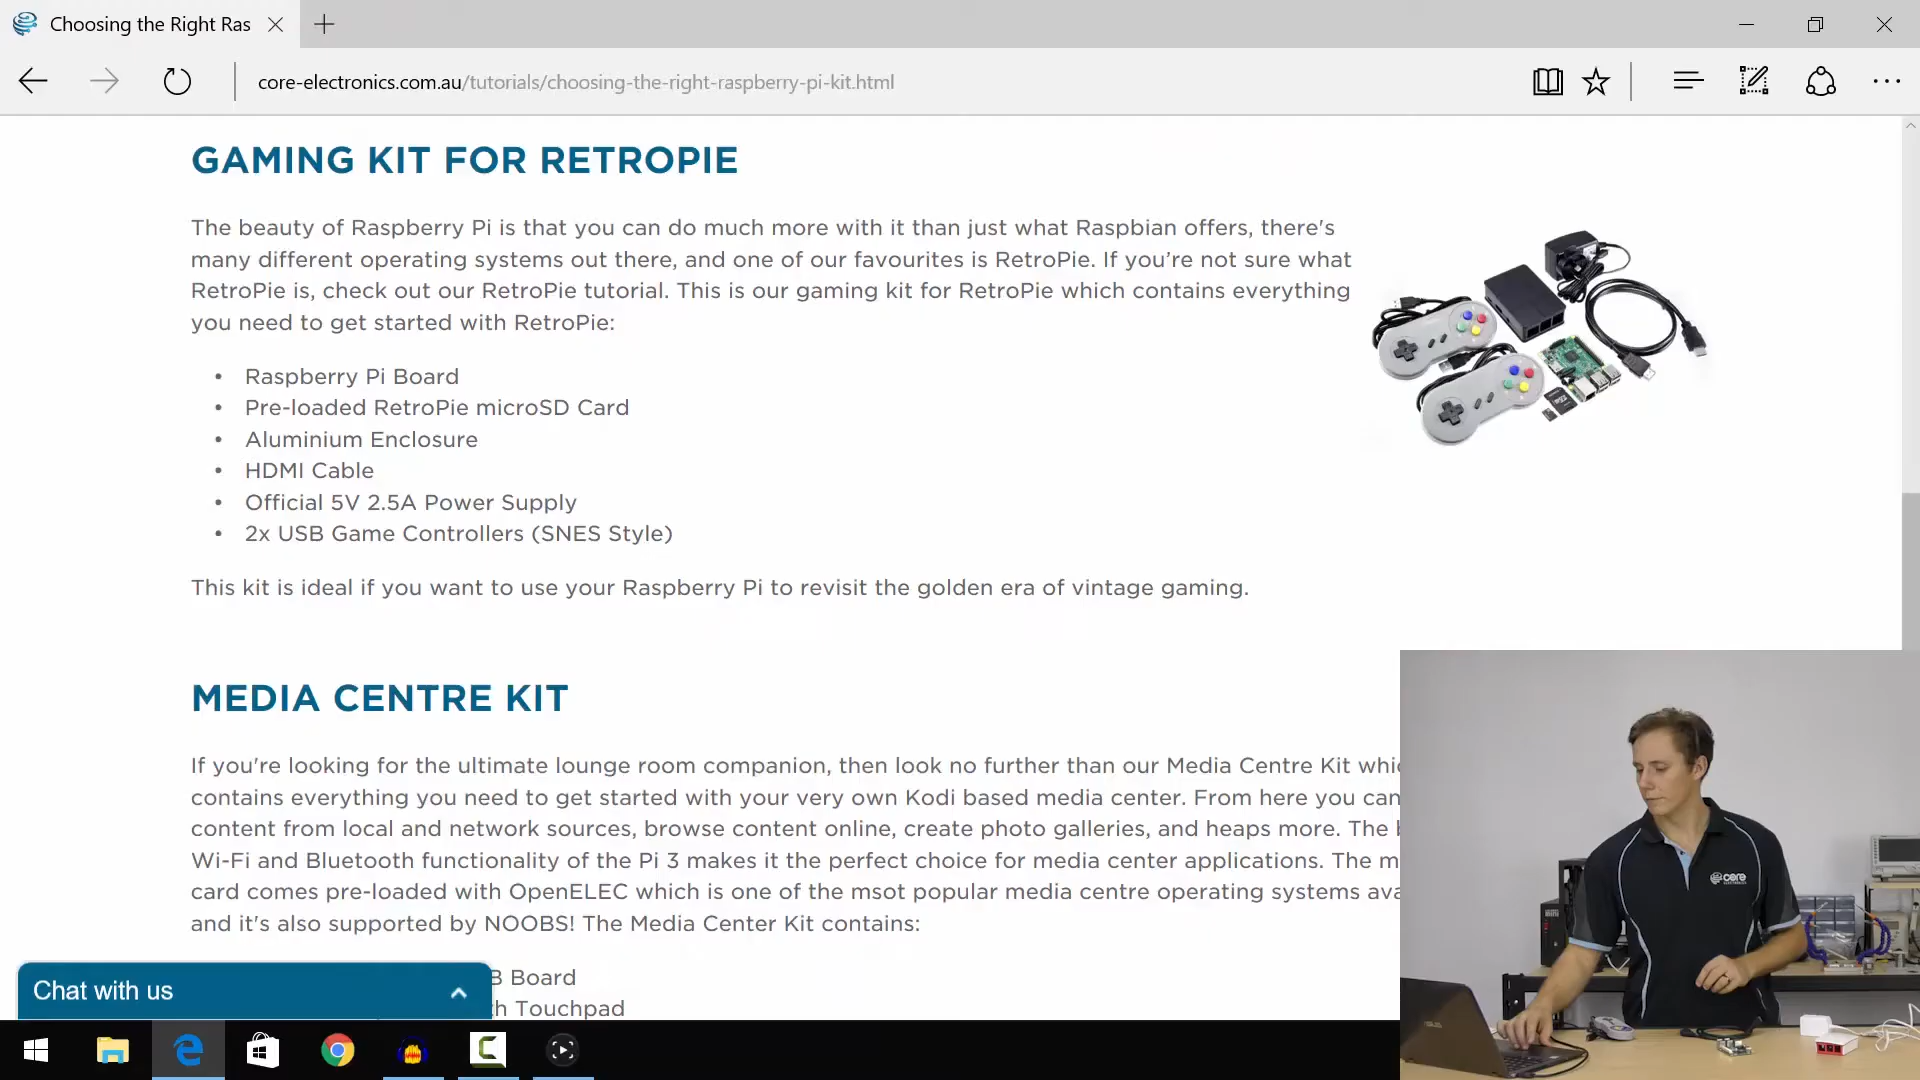 Choosing the Right Ras
core-electronics.com.au/tutorials/choosing-the-right-raspberry-pi-kit.html
GAMING KIT FOR RETROPIE
The beauty of Raspberry Pi is that you can do much more with it than just what Raspbian offers, there's
many different operating systems out there, and one of our favourites is RetroPie. If you’re not sure what
RetroPie is, check out our RetroPie tutorial. This is our gaming kit for RetroPie which contains everything
you need to get started with RetroPie:
• Raspberry Pi Board
• Pre-loaded RetroPie microSD Card
• Aluminium Enclosure
• HDMI Cable
• Official 5V 2.5A Power Supply
• 2x USB Game Controllers (SNES Style)
This kit is ideal if you want to use your Raspberry Pi to revisit the golden era of vintage gaming.
MEDIA CENTRE KIT
If you're looking for the ultimate lounge room companion, then look no further than our Media Centre Kit
contains everything you need to get started with your very own Kodi based media center. From here you can
content from local and network sources, browse content online, create photo galleries, and heaps more. The
Wi-Fi and Bluetooth functionality of the Pi 3 makes it the perfect choice for media center applications. The
card comes pre-loaded with OpenELEC which is one of the msot popular media centre operating systems
and it's also supported by NOOBS! The Media Center Kit contains:
B Board
Touchpad
Chat with us
core
ELECTRONICS